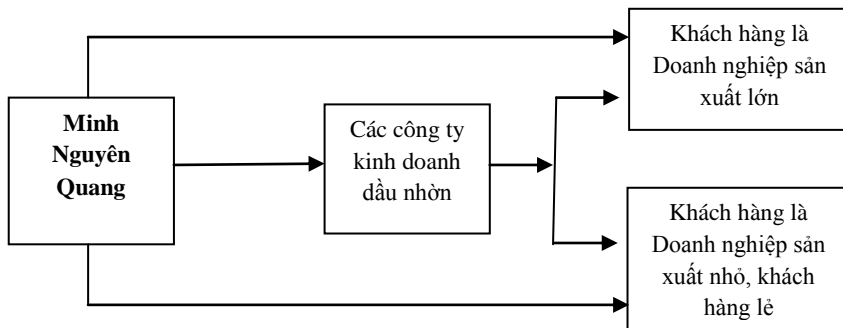 Khách hàng là
Doanh nghiệp sản
xuất lớn
Minh
Nguyên
Quang
Các công ty
kinh doanh
dầu nhờn
Khách hàng là
Doanh nghiệp sản
xuất nhỏ, khách
hàng lẻ